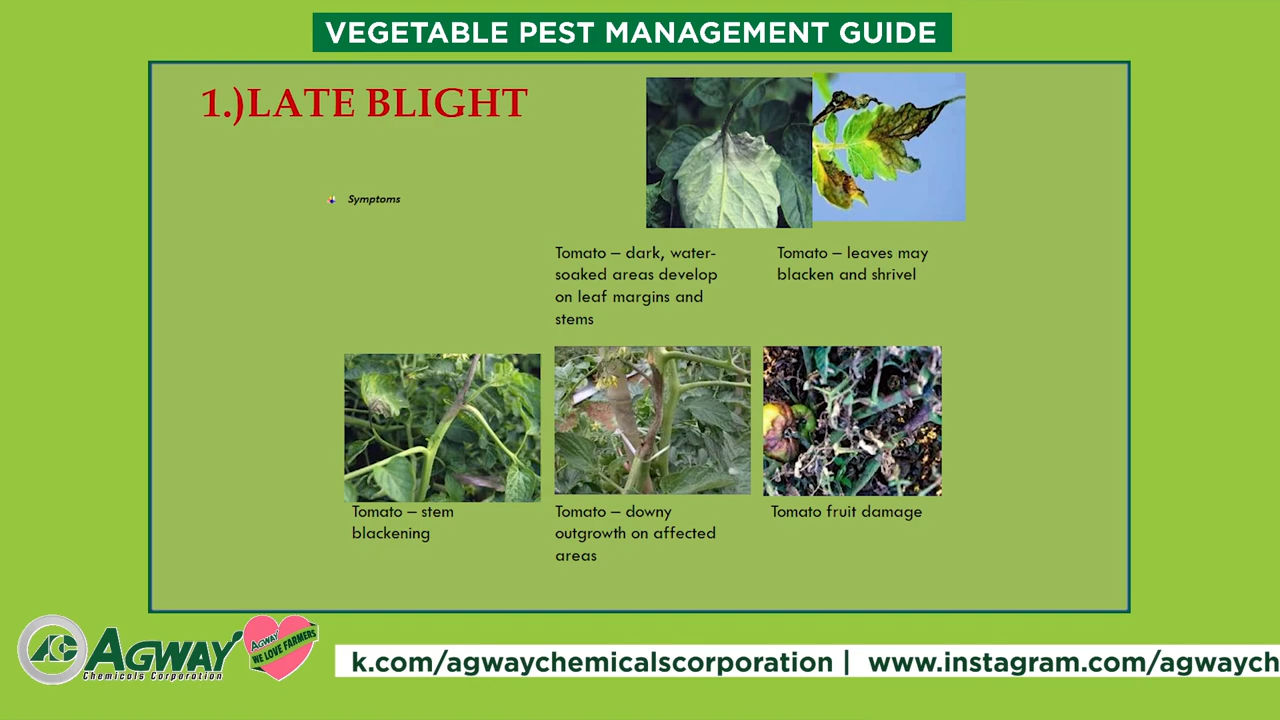 VEGETABLE PEST MANAGEMENT GUIDE
1.)LATE BLIGHT
Symptoms
Tomato – dark, water-
soaked areas develop
on leaf margins and
stems
Tomato – leaves may
blacken and shrivel
Tomato – stem
blackening
Tomato – downy
outgrowth on affected
areas
Tomato fruit damage
AC AGWAY
Chemicals Corporation
AGWAY
WE LOVE FARMERS
k.com/agwaychemicalscorporation | www.instagram.com/agwaych